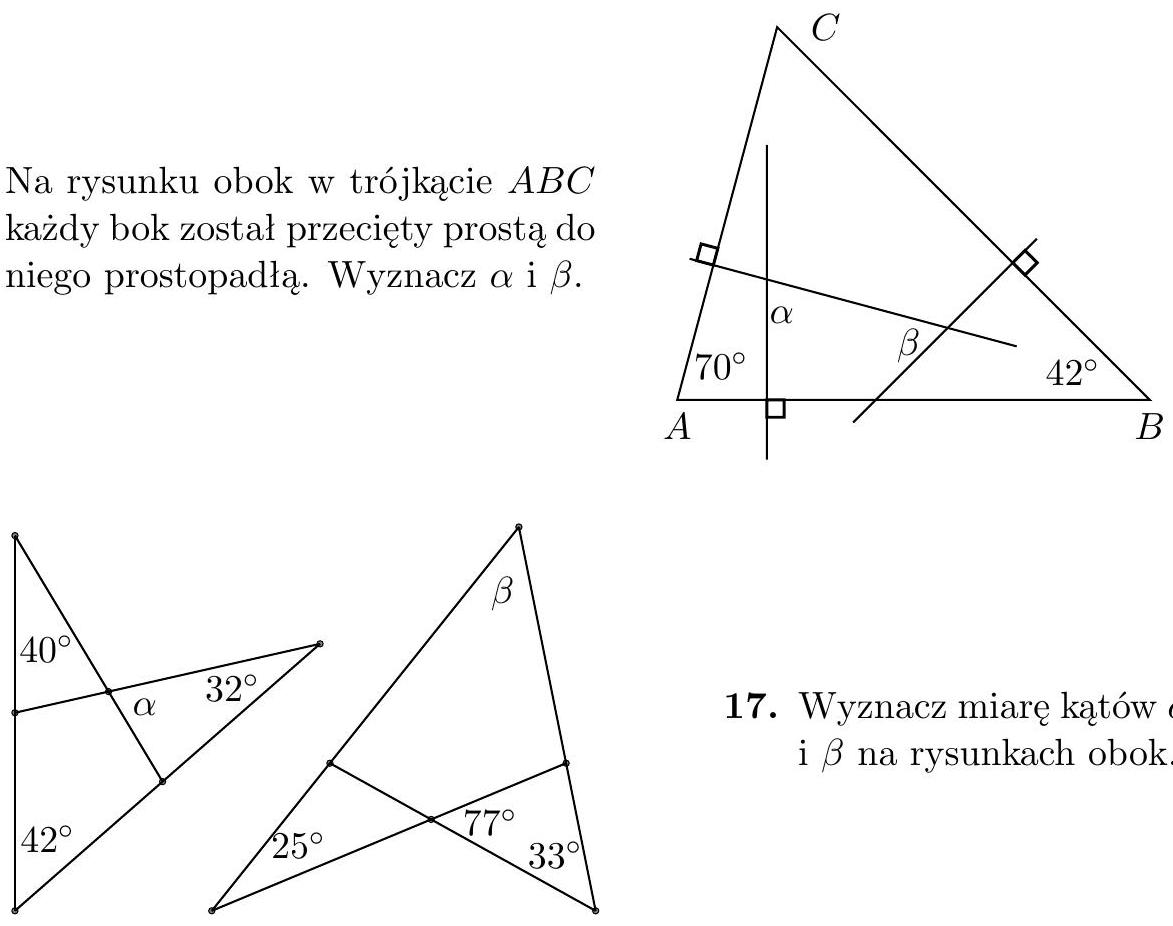 Na rysunku obok w trójkącie ABC
każdy bok został przecięty prostą do
niego prostopadłą. Wyznacz α i β.
C
α
β
70°
42°
A
B
β
40°
32°
α
77°
42°
25°
33°
17. Wyznacz miarę kątów
i β na rysunkach obok.